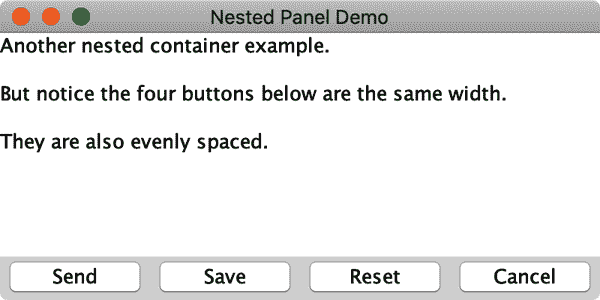 Nested Panel Demo
Another nested container example.
But notice the four buttons below are the same width.
They are also evenly spaced.
Send Save Reset Cancel